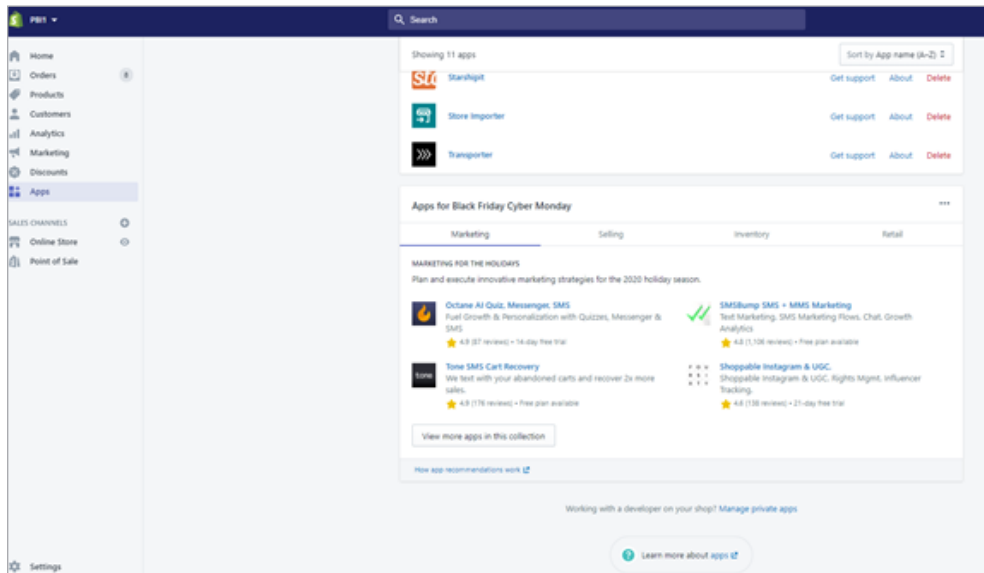 PBI1
Search
Home
Orders 8
Products
Customers
Analytics
Marketing
Discounts
Apps
SALES CHANNELS
Online Store
Point of Sale
Settings
Showing 11 apps
Sort by App name (A–Z)
Starshipit Get support About Delete
Store Importer Get support About Delete
Transporter Get support About Delete
Apps for Black Friday Cyber Monday
Marketing Selling Inventory Retail
MARKETING FOR THE HOLIDAYS
Plan and execute innovative marketing strategies for the 2020 holiday season.
Octane AI Quiz, Messenger, SMS
Fuel Growth & Personalization with Quizzes, Messenger &
SMS
4.9 (87 reviews) • 14-day free trial
SMSBump SMS + MMS Marketing
Text Marketing, SMS Marketing Flows, Chat, Growth
Analytics
4.8 (1,106 reviews) • Free plan available
tone
Tone SMS Cart Recovery
We text with your abandoned carts and recover 2x more
sales.
4.9 (176 reviews) • Free plan available
Shoppable Instagram & UGC.
Shoppable Instagram & UGC, Rights Mgmt, Influencer
Tracking.
4.8 (138 reviews) • 21-day free trial
View more apps in this collection
How app recommendations work
Working with a developer on your shop? Manage private apps
Learn more about apps